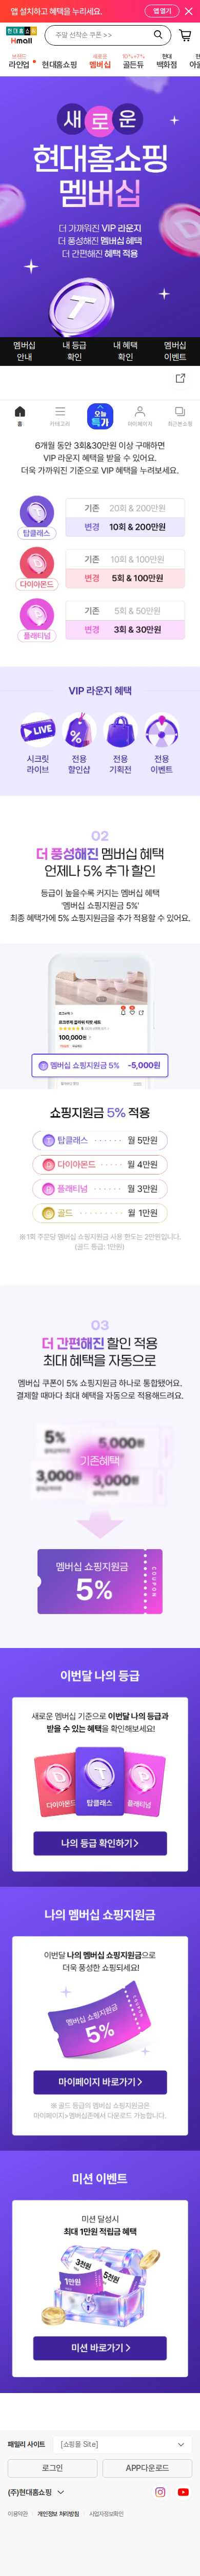 앱 설치하고 혜택을 누리세요.
앱 열기
현대홈쇼핑
Hmall
주말 선착순 쿠폰 >>
라인업
현대홈쇼핑
새로운
멤버십
10%+7%
골든듀
현대
백화점
새로운
현대홈쇼핑
멤버십
더 가까워진 VIP 라운지
더 풍성해진 멤버십 혜택
더 간편해진 혜택 적용
멤버십
안내
내 등급
확인
내 혜택
확인
멤버십
이벤트
홈
카테고리
오늘
특가
마이페이지
최근본쇼핑
6개월 동안 3회&30만원 이상 구매하면
VIP 라운지 혜택을 받을 수 있어요.
더욱 가까워진 기준으로 VIP 혜택을 누려보세요.
탑클래스
기존 20회 & 200만원
변경 10회 & 200만원
다이아몬드
기존 10회 & 100만원
변경 5회 & 100만원
플래티넘
기존 5회 & 50만원
변경 3회 & 30만원
VIP 라운지 혜택
LIVE
시크릿
라이브
전용
할인샵
전용
기획전
전용
이벤트
02
더 풍성해진 멤버십 혜택
언제나 5% 추가 할인
등급이 높을수록 커지는 멤버십 혜택
'멤버십 쇼핑지원금 5%'
최종 혜택가에 5% 쇼핑지원금을 추가 적용할 수 있어요.
100,000원
멤버십 쇼핑지원금 5% -5,000원
쇼핑지원금 5% 적용
탑클래스 ······ 월 5만원
다이아몬드 ····· 월 4만원
플래티넘 ······ 월 3만원
골드 ········· 월 1만원
※ 1회 주문당 멤버십 쇼핑지원금 사용 한도는 2만원입니다.
(골드 등급: 1만원)
03
더 간편해진 할인 적용
최대 혜택을 자동으로
멤버십 쿠폰이 5% 쇼핑지원금 하나로 통합됐어요.
결제할 때마다 최대 혜택을 자동으로 적용해드려요.
5%
5,000원
기존혜택
3,000원
3,000원
멤버십 쇼핑지원금
5%
COUPON
이번달 나의 등급
새로운 멤버십 기준으로 이번달 나의 등급과
받을 수 있는 혜택을 확인해보세요!
다이아몬드
탑클래스
플래티넘
나의 등급 확인하기 >
나의 멤버십 쇼핑지원금
이번달 나의 멤버십 쇼핑지원금으로
더욱 풍성한 쇼핑되세요!
5%
마이페이지 바로가기 >
※ 골드 등급의 멤버십 쇼핑지원금은
마이페이지>멤버십존에서 다운로드 가능합니다.
미션 이벤트
미션 달성시
최대 1만원 적립금 혜택
3천원
5천원
1만원
미션 바로가기 >
패밀리 사이트
[쇼핑몰 Site]
로그인
APP다운로드
(주)현대홈쇼핑
이용약관
개인정보 처리방침
사업자정보확인